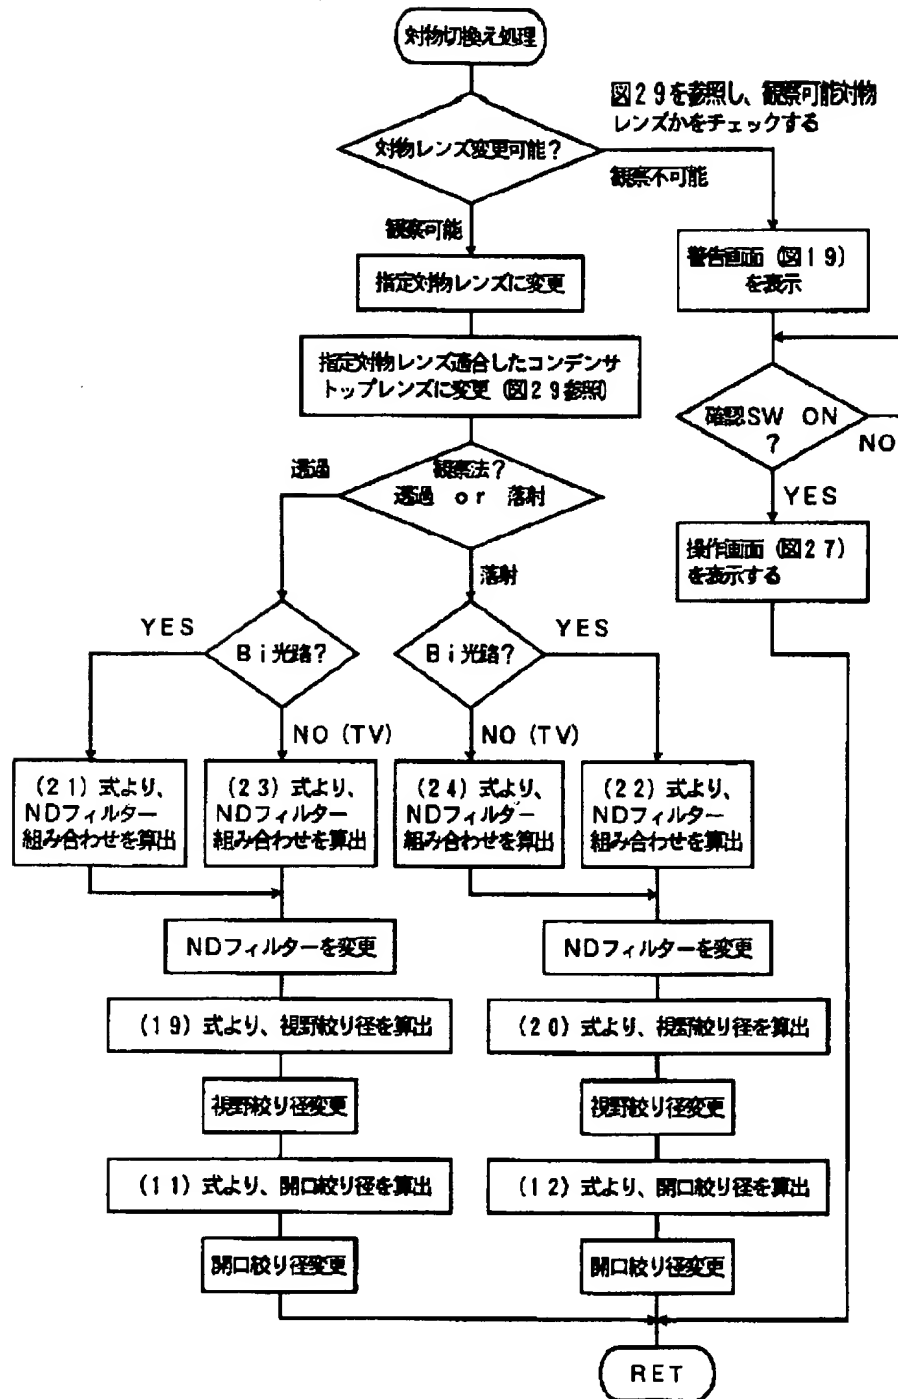 対物切換え処理
図29を参照し、観察可能対物
レンズかをチェックする
対物レンズ変更可能?
観察不可能
観察可能
警告画面(図19)
を表示
指定対物レンズに変更
指定対物レンズ適合したコンデンサ
トップレンズに変更(図29参照)
確認SW ON
?
NO
YES
透過
観察法?
透過 or 落射
操作画面(図27)
を表示する
落射
YES
Bi光路?
Bi光路?
YES
NO(TV)
NO(TV)
(21)式より、
NDフィルター
組み合わせを算出
(23)式より、
NDフィルター
組み合わせを算出
(24)式より、
NDフィルター
組み合わせを算出
(22)式より、
NDフィルター
組み合わせを算出
NDフィルターを変更
NDフィルターを変更
(19)式より、視野絞り径を算出
(20)式より、視野絞り径を算出
視野絞り径変更
視野絞り径変更
(11)式より、開口絞り径を算出
(12)式より、開口絞り径を算出
開口絞り径変更
開口絞り径変更
RET